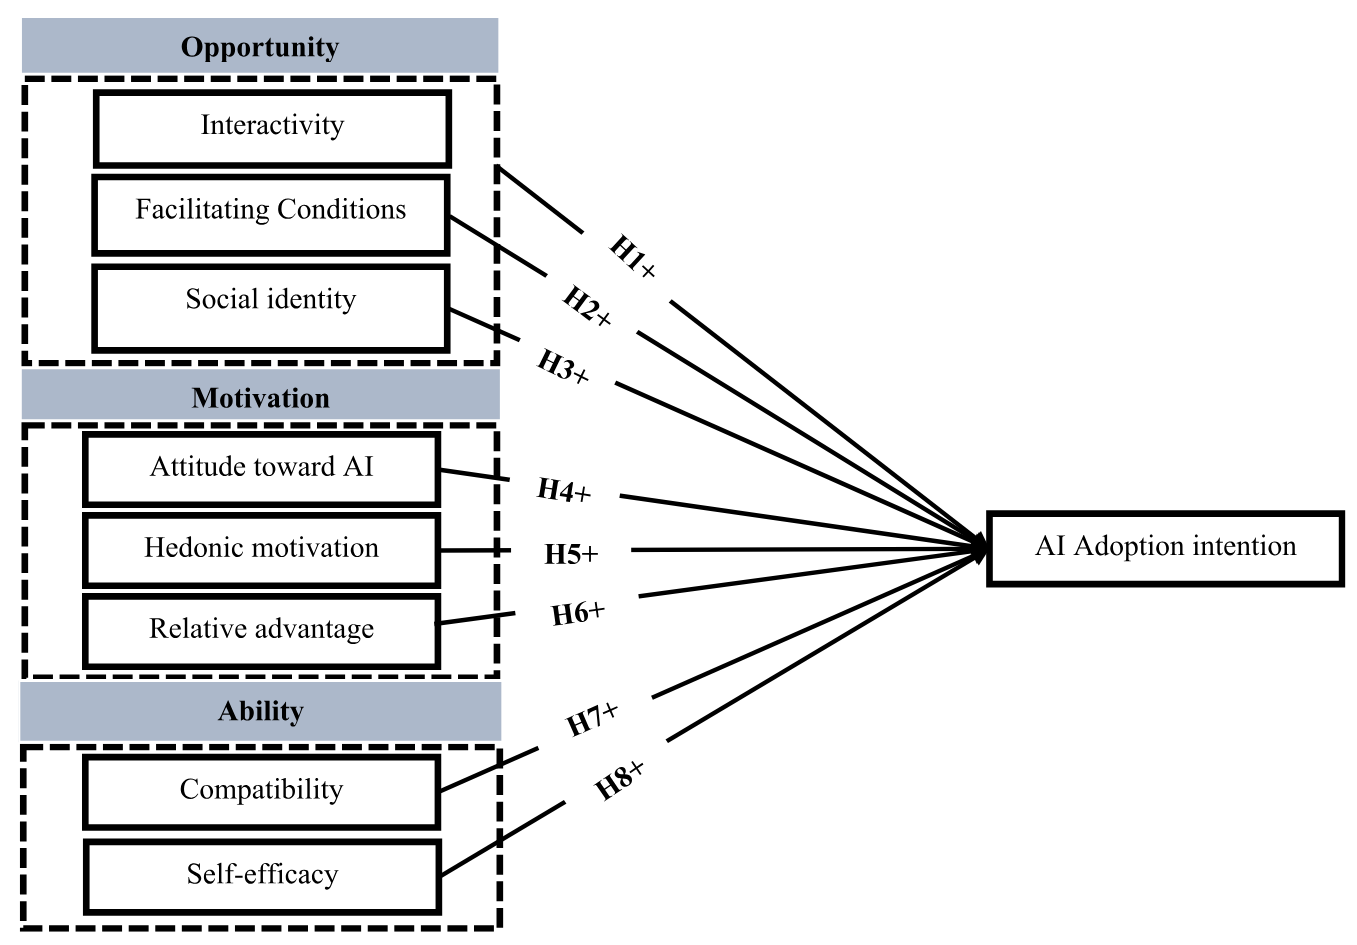 Opportunity
Interactivity
Facilitating Conditions
Social identity
H1+
H2+
H3+
Motivation
Attitude toward AI
Hedonic motivation
Relative advantage
H4+
H5+
H6+
AI Adoption intention
Ability
Compatibility
Self-efficacy
H7+
H8+